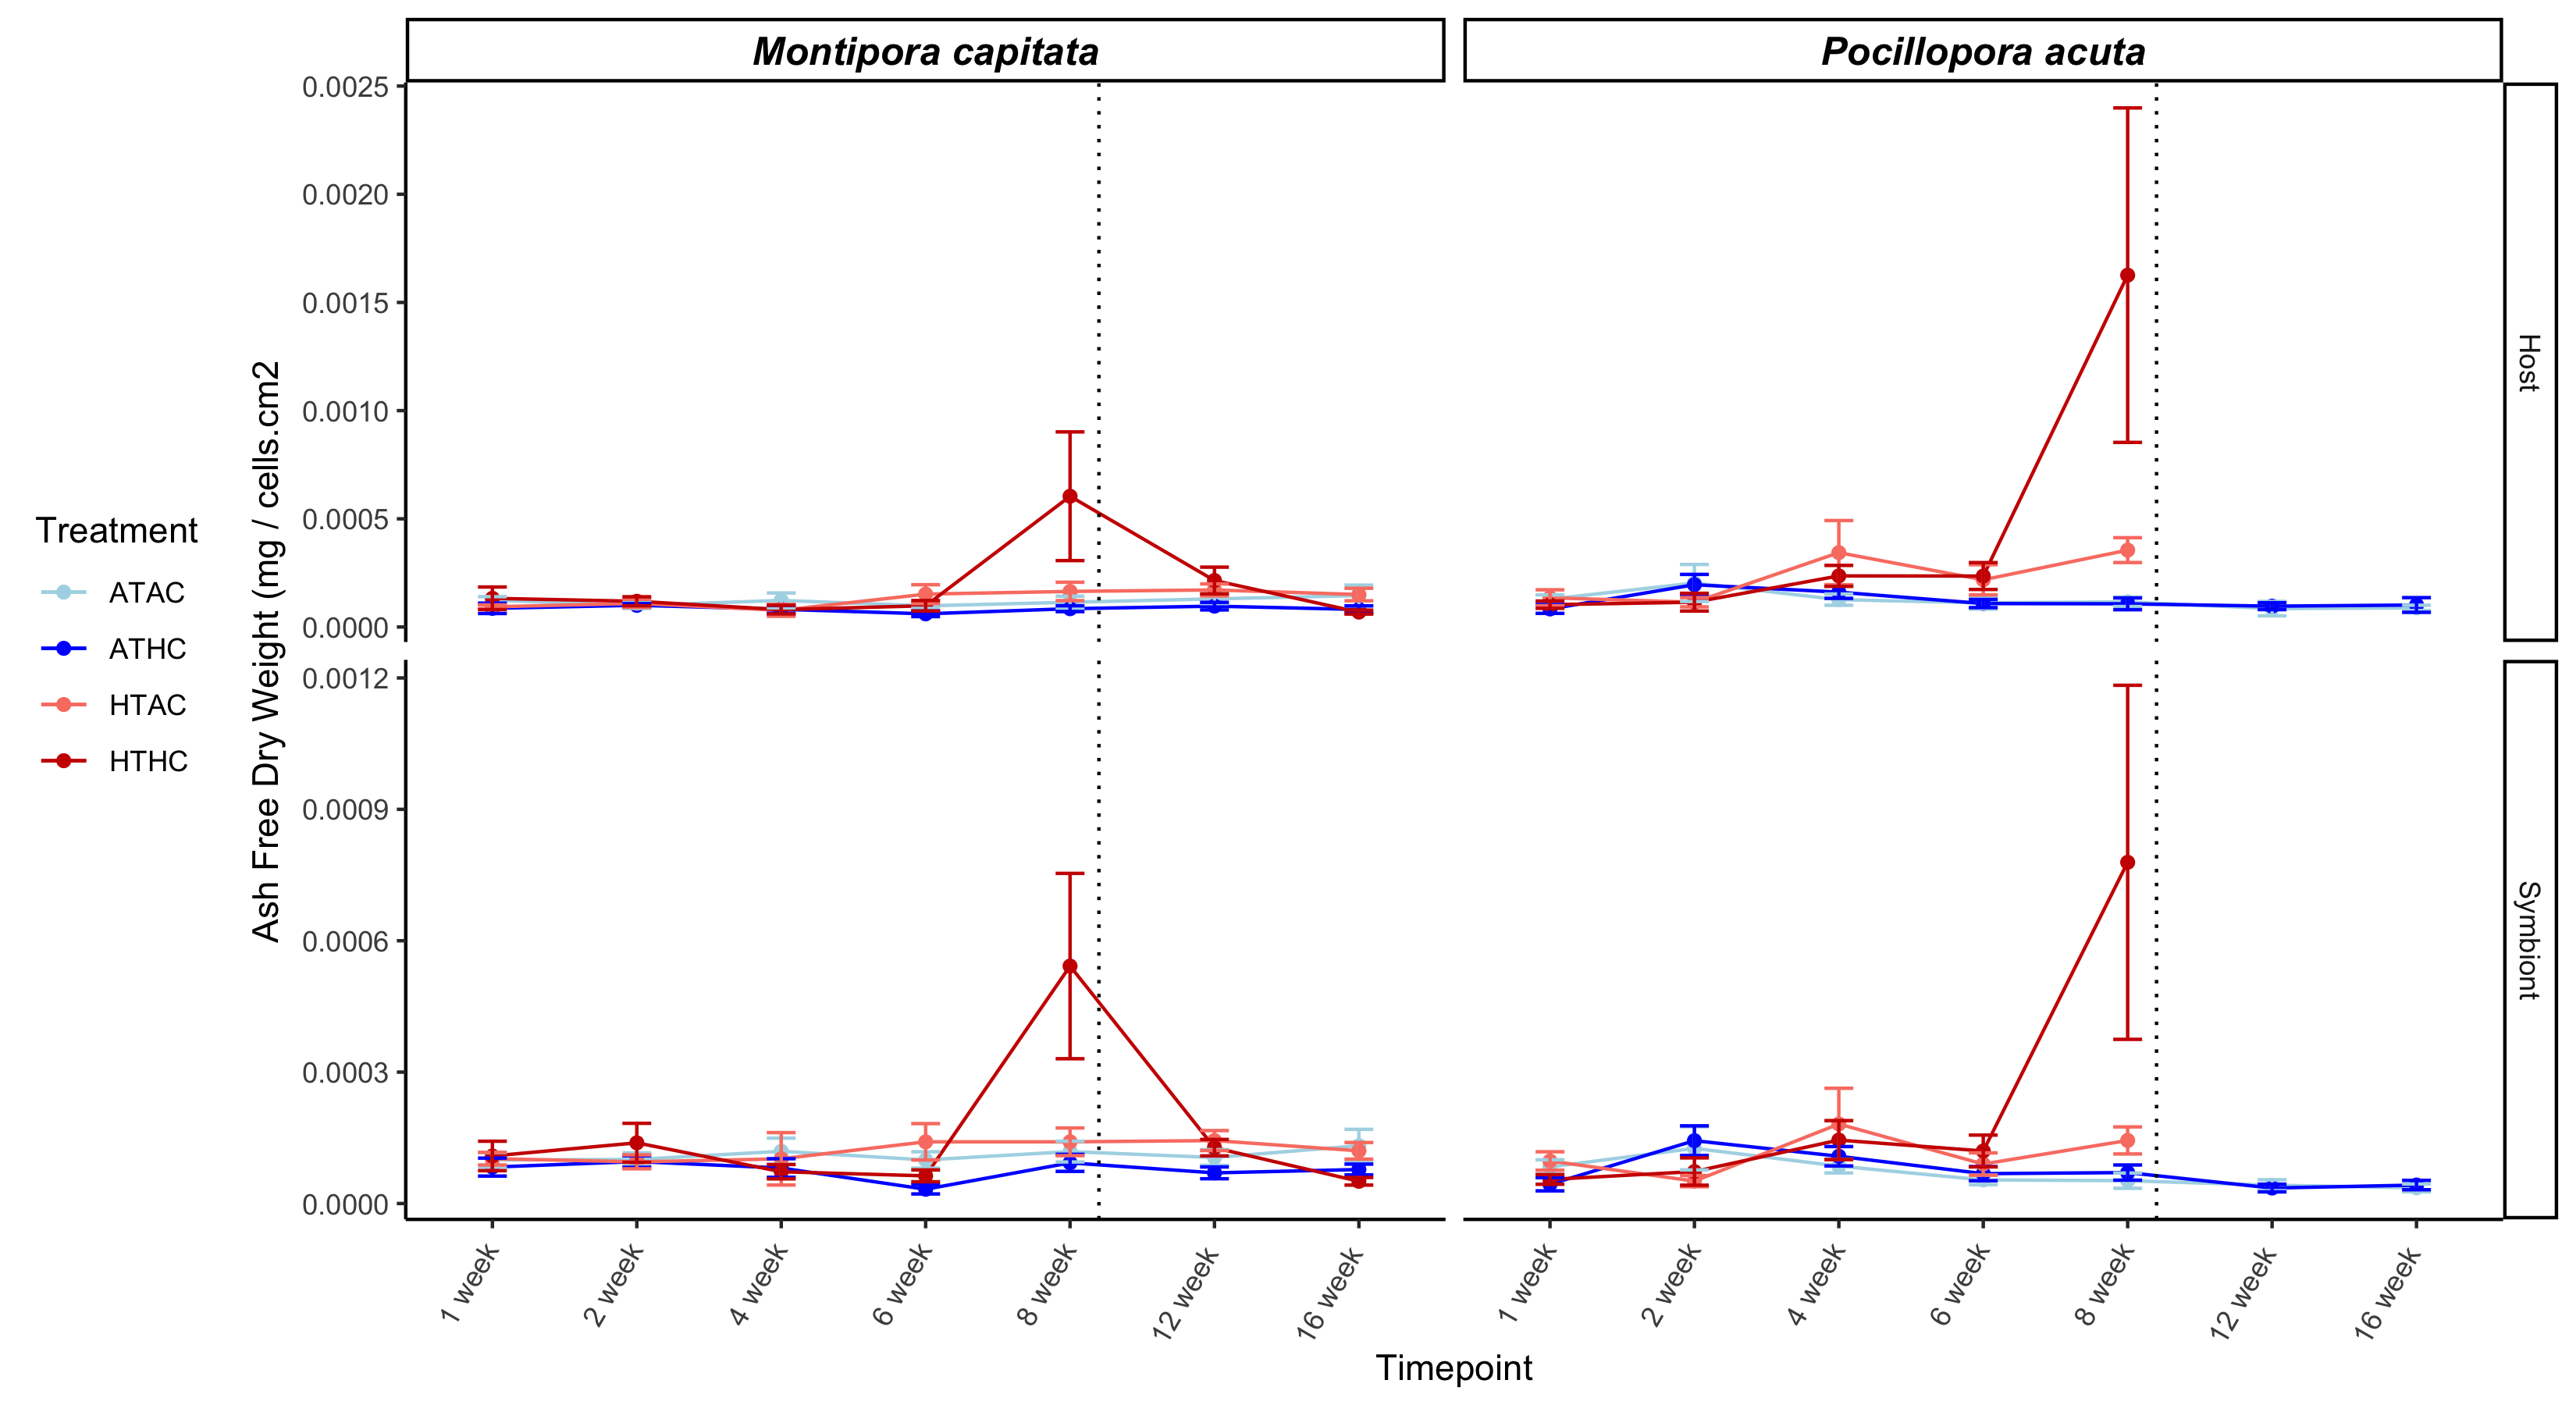 Montipora capitata
Pocillopora acuta
Host
Symbiont
Ash Free Dry Weight (mg / cells.cm2
0.0025
0.0020
0.0015
0.0010
0.0005
0.0000
0.0012
0.0009
0.0006
0.0003
0.0000
Treatment
ATAC
ATHC
HTAC
HTHC
1 week
2 week
4 week
6 week
8 week
12 week
16 week
1 week
2 week
4 week
6 week
8 week
12 week
16 week
Timepoint